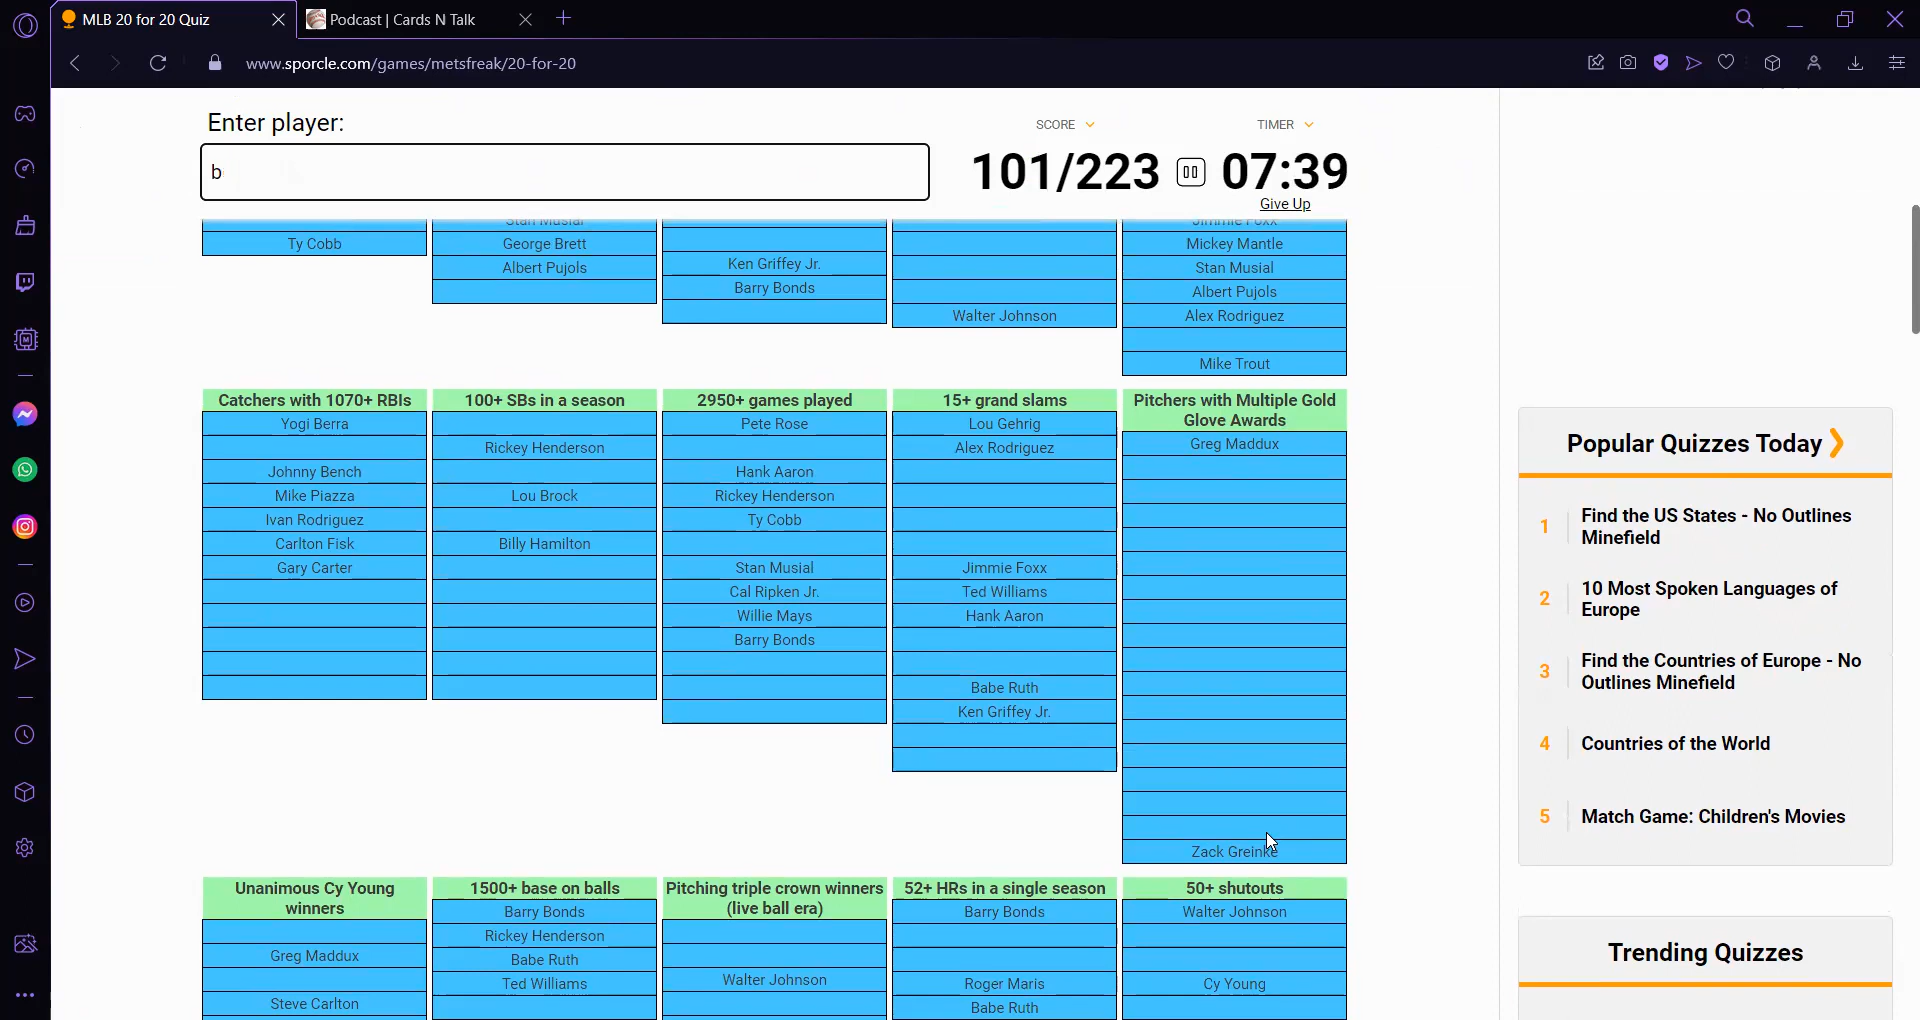 MLB 20 for 20 Quiz
Podcast | Cards N Talk
www.sporcle.com/games/metsfreak/20-for-20
Enter player:
b
SCORE
TIMER
101/223
07:39
Give Up
Ty Cobb
Stan Musial
George Brett
Albert Pujols
Ken Griffey Jr.
Barry Bonds
Walter Johnson
Jimmie Foxx
Mickey Mantle
Stan Musial
Albert Pujols
Alex Rodriguez
Mike Trout
Catchers with 1070+ RBIs
Yogi Berra
Johnny Bench
Mike Piazza
Ivan Rodriguez
Carlton Fisk
Gary Carter
100+ SBs in a season
Rickey Henderson
Lou Brock
Billy Hamilton
2950+ games played
Pete Rose
Hank Aaron
Rickey Henderson
Ty Cobb
Stan Musial
Cal Ripken Jr.
Willie Mays
Barry Bonds
15+ grand slams
Lou Gehrig
Alex Rodriguez
Jimmie Foxx
Ted Williams
Hank Aaron
Babe Ruth
Ken Griffey Jr.
Pitchers with Multiple Gold
Glove Awards
Greg Maddux
Zack Greinke
Unanimous Cy Young
winners
Greg Maddux
Steve Carlton
1500+ base on balls
Barry Bonds
Rickey Henderson
Babe Ruth
Ted Williams
Pitching triple crown winners
(live ball era)
Walter Johnson
52+ HRs in a single season
Barry Bonds
Roger Maris
Babe Ruth
50+ shutouts
Walter Johnson
Cy Young
Popular Quizzes Today
1
Find the US States - No Outlines
Minefield
2
10 Most Spoken Languages of
Europe
3
Find the Countries of Europe - No
Outlines Minefield
4
Countries of the World
5
Match Game: Children's Movies
Trending Quizzes